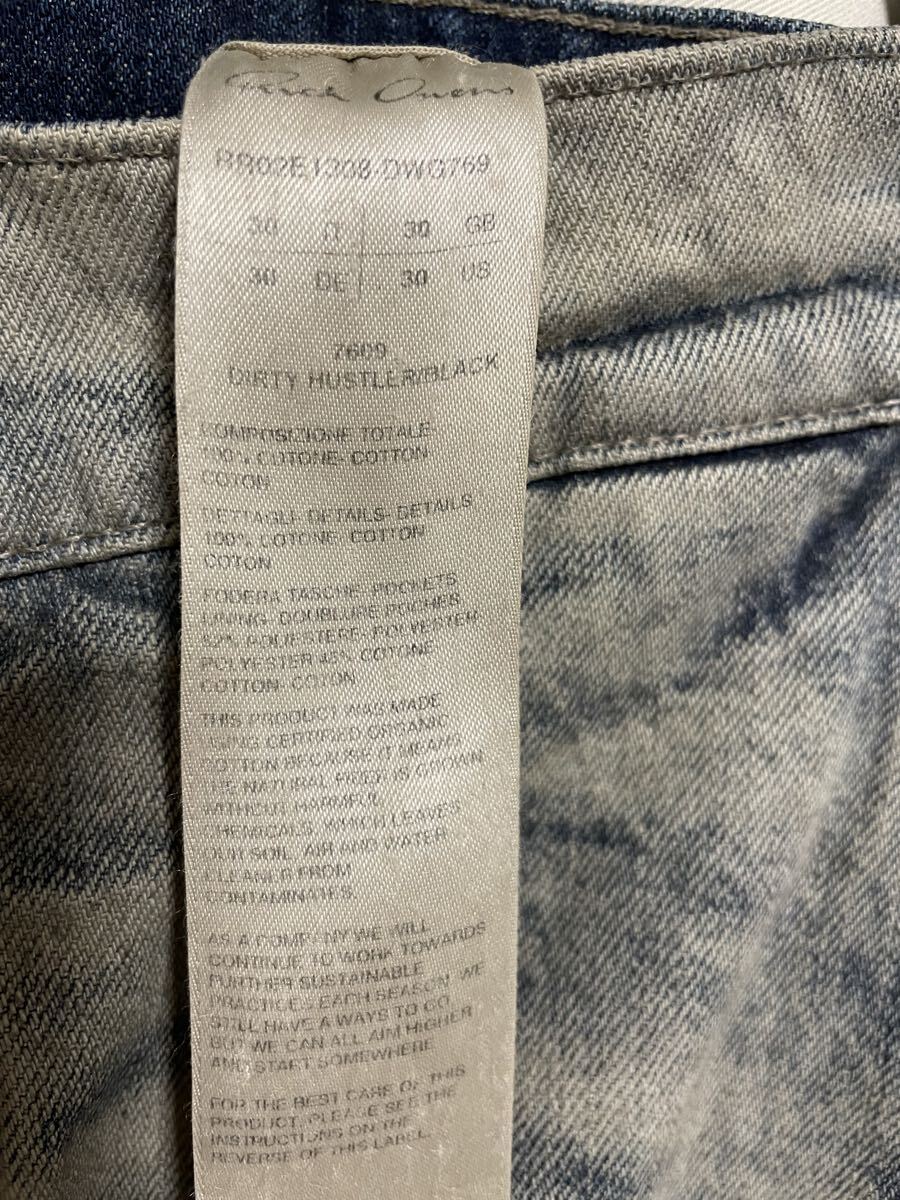 Rick Owens
RR02E1308-DWG769
30 IT 30 GB
30 DE 30 US
7609
DIRTY HUSTLER/BLACK
COMPOSIZIONE TOTALE-
100% COTONE- COTTON
COTON
DETTAGLI- DETAILS- DETAILS
100% COTONE- COTTON
COTON
FODERA TASCHE- POCKETS
LINING- DOUBLURE POCHES
52% POLIESTERE- POLYESTER-
POLYESTER 48% COTONE
COTTON- COTON
THIS PRODUCT WAS MADE
USING CERTIFIED ORGANIC
COTTON BECAUSE IT MEANS
THE NATURAL FIBER IS GROWN
WITHOUT HARMFUL
CHEMICALS, WHICH LEAVES
OUR SOIL, AIR AND WATER
CLEANER FROM
CONTAMINATES.
AS A COMPANY WE WILL
CONTINUE TO WORK TOWARDS
FURTHER SUSTAINABLE
PRACTICES EACH SEASON. WE
STILL HAVE A WAYS TO GO,
BUT WE CAN ALL AIM HIGHER
AND START SOMEWHERE
FOR THE BEST CARE OF THIS
PRODUCT, PLEASE SEE THE
INSTRUCTIONS ON THE
REVERSE OF THIS LABEL.